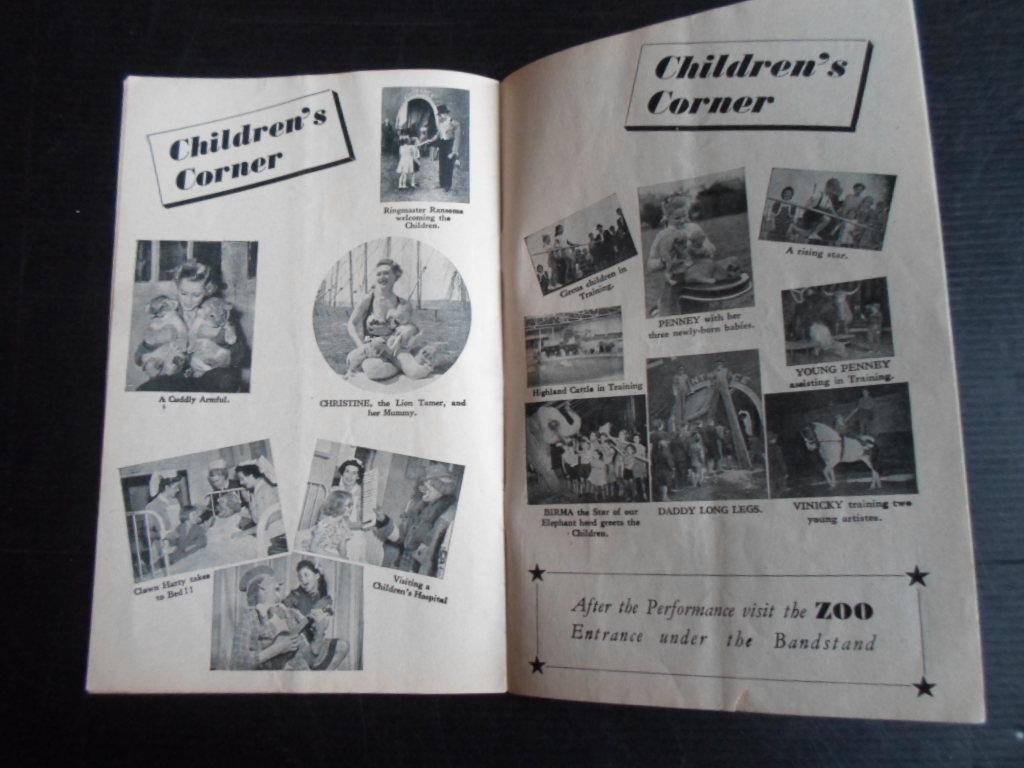 Children's
Corner
Ringmaster Ransome
welcoming the
Children.
A Cuddly Armful.
CHRISTINE, the Lion Tamer, and
her Mummy.
Clown Harry takes
to Bed ! !
Visiting a
Children's Hospital
Children's
Corner
Circus children in
Training.
PENNEY with her
three newly-born babies.
A rising star.
Highland Cattle in Training
YOUNG PENNEY
assisting in Training.
BIRMA the Star of our
Elephant herd greets the
Children.
DADDY LONG LEGS.
VINICKY training two
young artistes.
After the Performance visit the ZOO
Entrance under the Bandstand